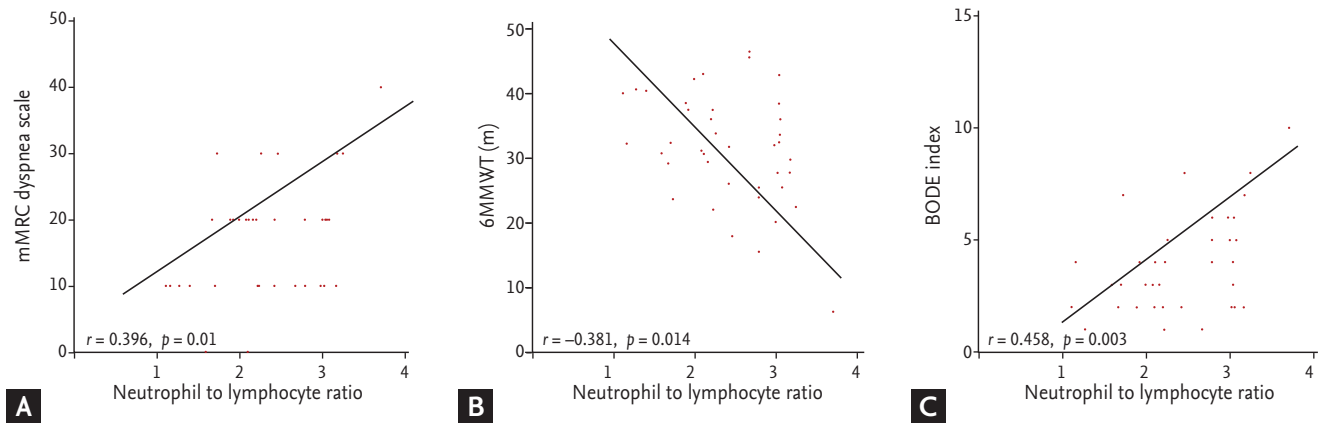 50
40
30
20
10
0
mMRC dyspnea scale
r = 0.396, p = 0.01
1 2 3 4
Neutrophil to lymphocyte ratio
A
50
40
30
20
10
0
6MMWT (m)
r = –0.381, p = 0.014
1 2 3 4
Neutrophil to lymphocyte ratio
B
15
10
5
0
BODE index
r = 0.458, p = 0.003
1 2 3 4
Neutrophil to lymphocyte ratio
C